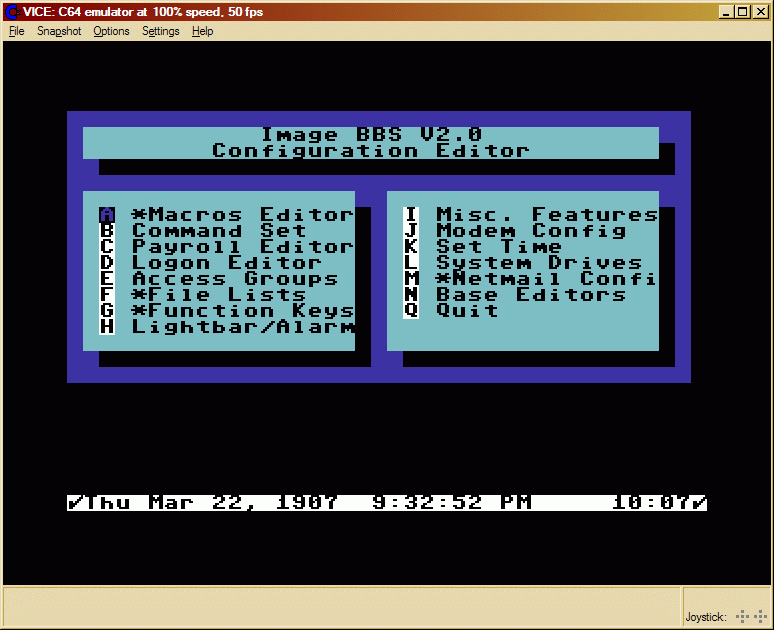 VICE: C64 emulator at 100% speed, 50 fps
File Snapshot Options Settings Help
Image BBS V2.0
Configuration Editor
A *Macros Editor
B Command Set
C Payroll Editor
D Logon Editor
E Access Groups
F *File Lists
G *Function Keys
H Lightbar/Alarm
I Misc. Features
J Modem Config
K Set Time
L System Drives
M *Netmail Confi
N Base Editors
Q Quit
✓Thu Mar 22, 1907 9:32:52 PM 10:07✓
Joystick: